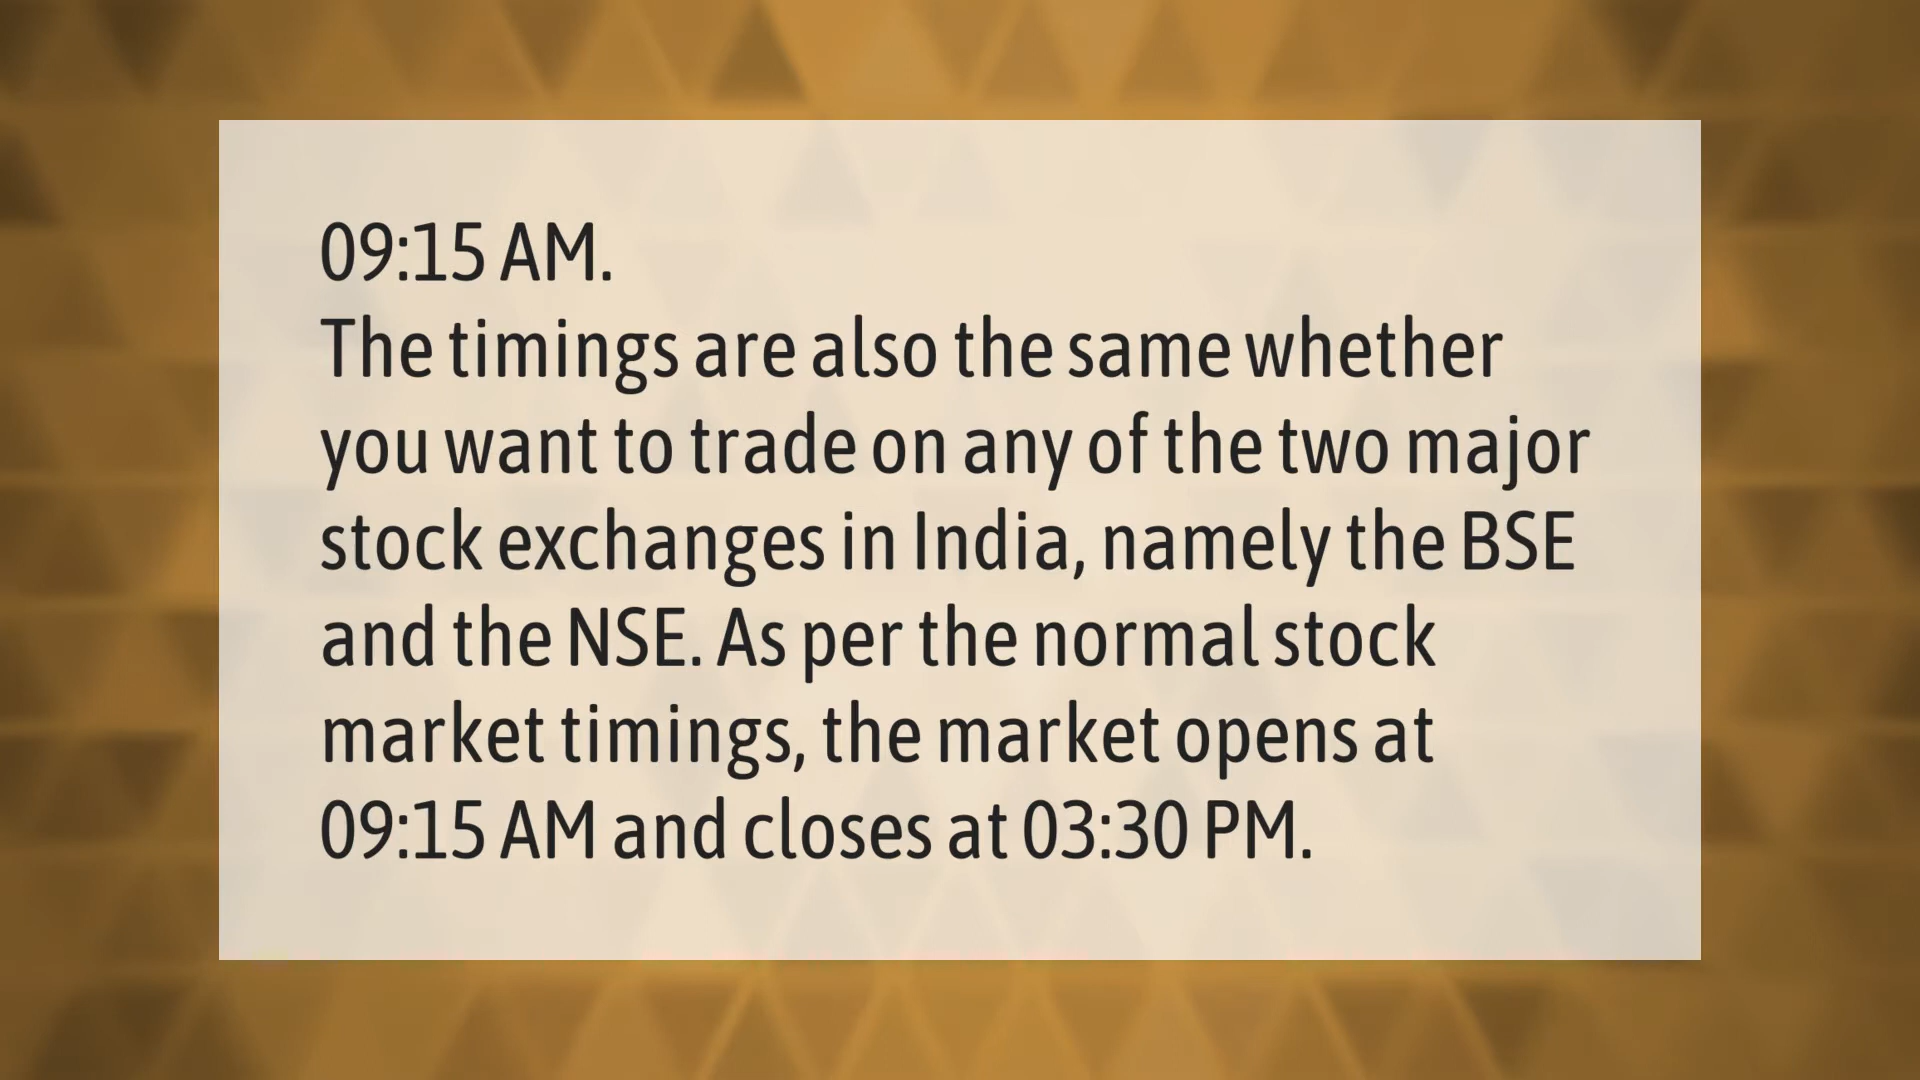 09:15 AM.
The timings are also the same whether
you want to trade on any of the two major
stock exchanges in India, namely the BSE
and the NSE. As per the normal stock
market timings, the market opens at
09:15 AM and closes at 03:30 PM.